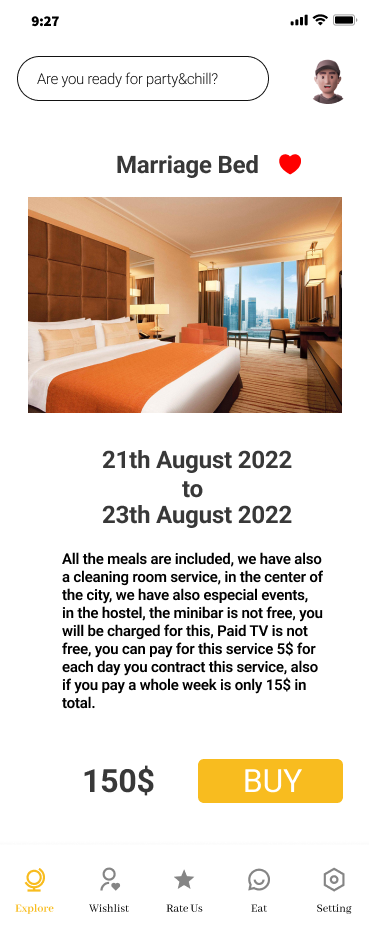 9:27
Are you ready for party&chill?
Marriage Bed
21th August 2022
to
23th August 2022
All the meals are included, we have also
a cleaning room service, in the center of
the city, we have also especial events,
in the hostel, the minibar is not free, you
will be charged for this, Paid TV is not
free, you can pay for this service 5$ for
each day you contract this service, also
if you pay a whole week is only 15$ in
total.
150$ BUY
Explore Wishlist Rate Us Eat Setting